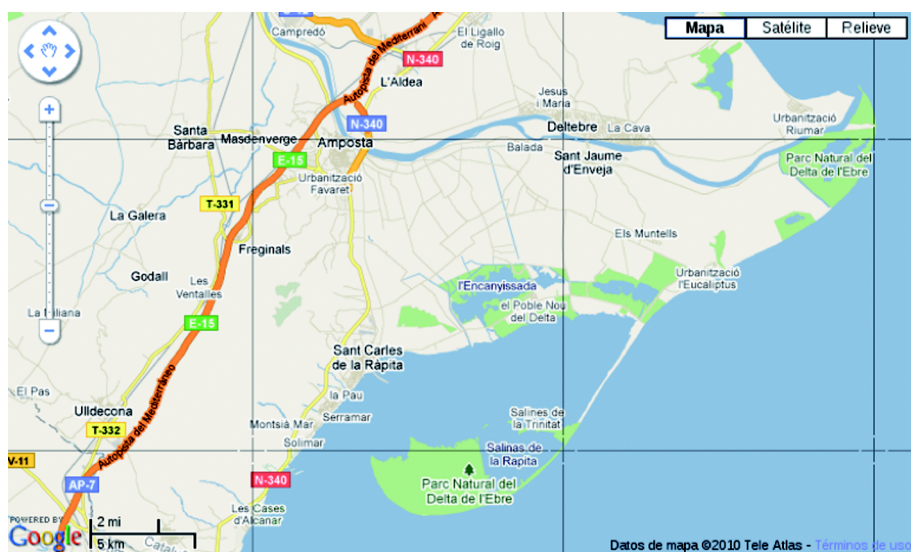 Campredó
El Ligallo
de Roig
Mapa
Satélite
Relieve
N-340
L'Aldea
Autopista del Mediterrani
Jesus
i Maria
Urbanització
Riumar
N-340
Deltebre
La Cava
Santa
Bàrbara
Masdenverge
Amposta
Balada
Sant Jaume
d'Enveja
Parc Natural del
Delta de l'Ebre
E-15
Urbanització
Favaret
T-331
La Galera
Els Muntells
Freginals
Godall
Les
Ventalles
Urbanització
l'Eucaliptus
l'Encanyissada
el Poble Nou
del Delta
E-15
Sant Carles
de la Ràpita
Autopista del Mediterráneo
El Pas
la Pau
Ulldecona
Serramar
Montsià Mar
Solimar
Salines de
la Trinitat
T-332
Salinas de
la Rapita
V-11
AP-7
N-340
Parc Natural del
Delta de l'Ebre
Les Cases
d'Alcanar
POWERED BY
Google
2 mi
5 km
Datos de mapa ©2010 Tele Atlas - Términos de uso